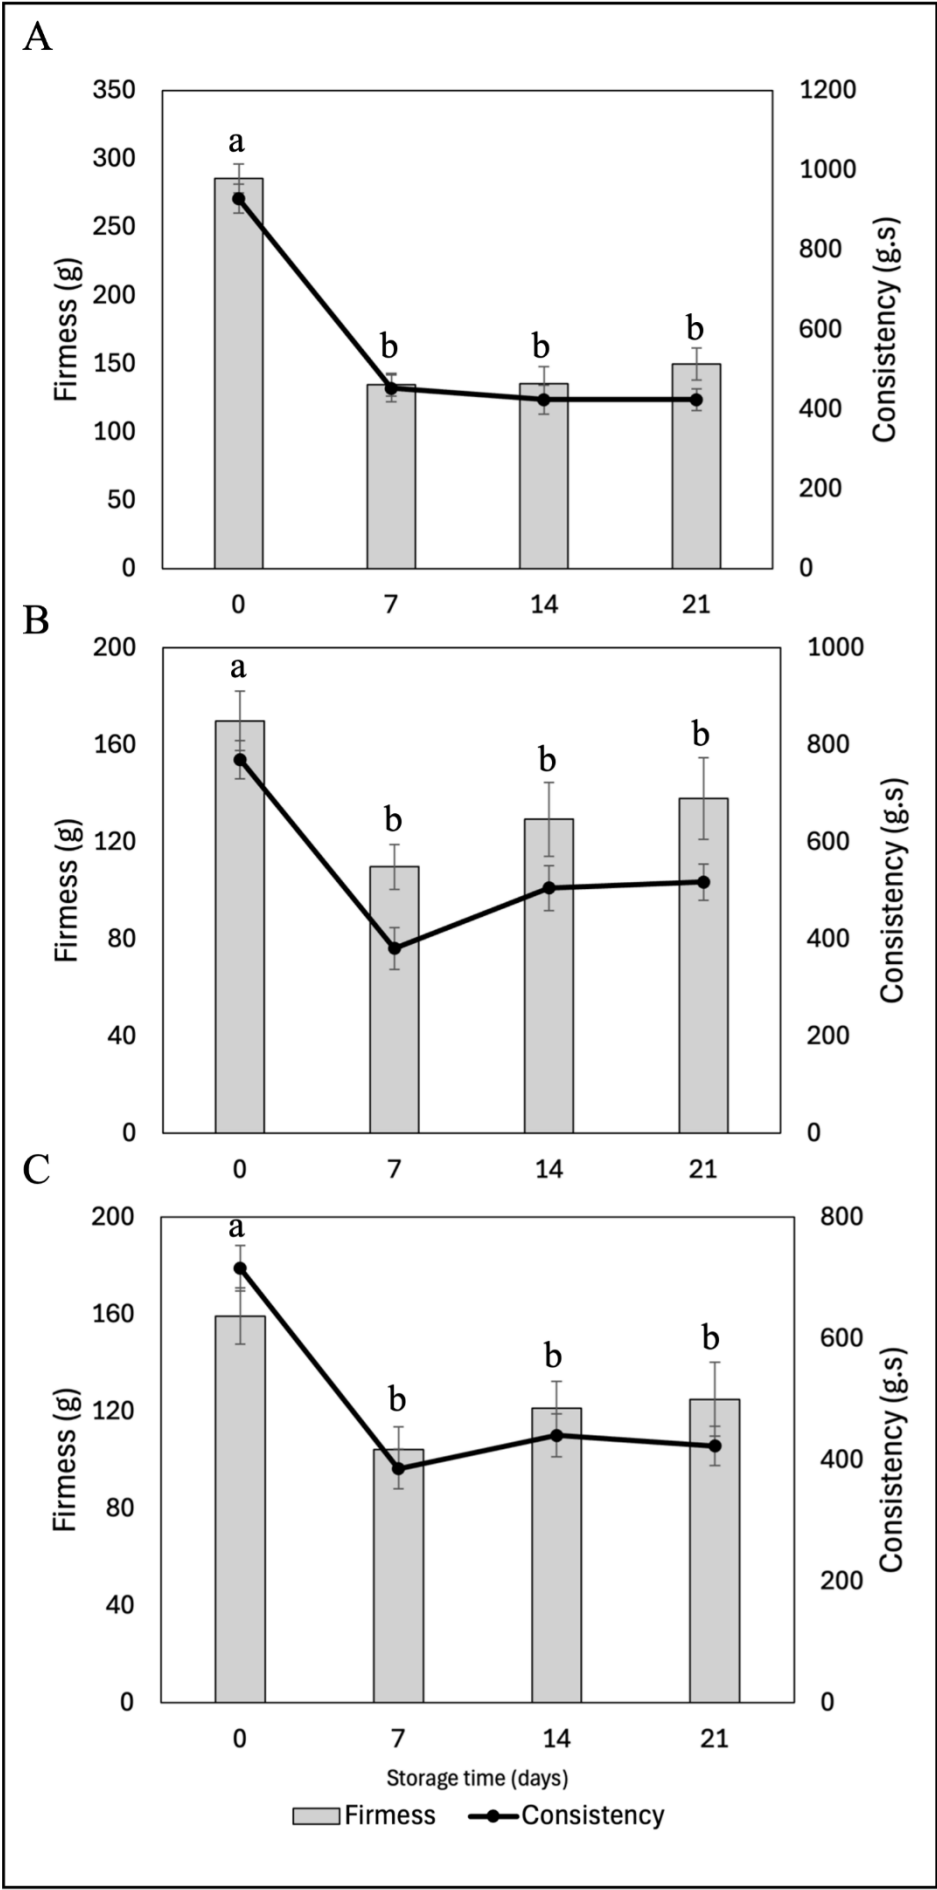 A
350
300
250
200
150
100
50
0
Firmess (g)
1200
1000
800
600
400
200
0
Consistency (g.s)
a
b
b
b
0 7 14 21
B
200
160
120
80
40
0
Firmess (g)
1000
800
600
400
200
0
Consistency (g.s)
a
b
b
b
0 7 14 21
C
200
160
120
80
40
0
Firmess (g)
800
600
400
200
0
Consistency (g.s)
a
b
b
b
0 7 14 21
Storage time (days)
Firmess Consistency